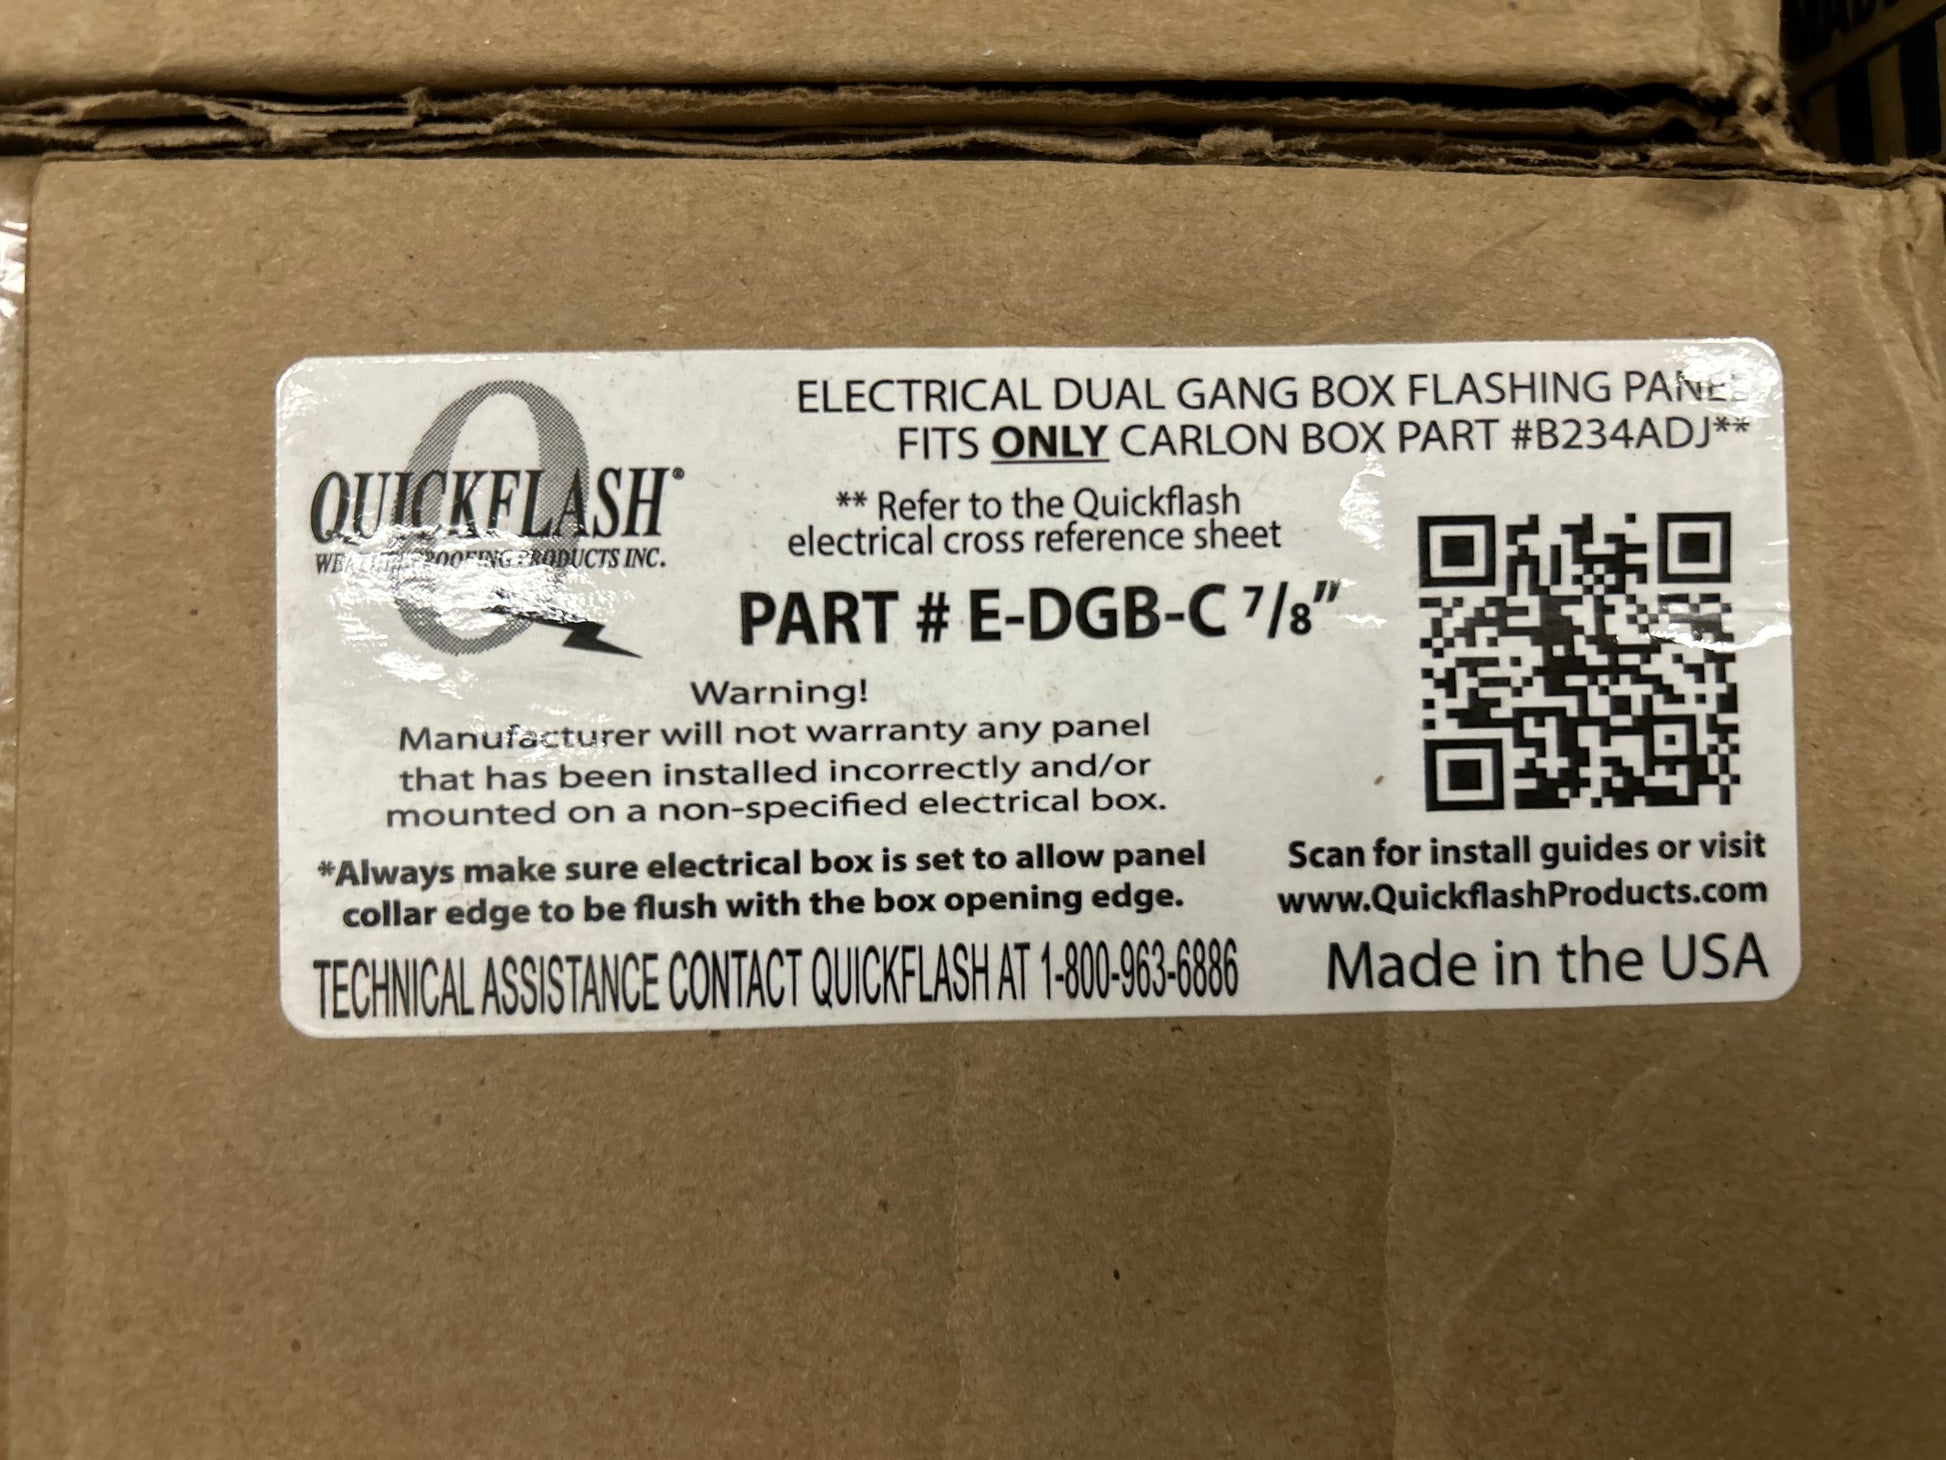 ELECTRICAL DUAL GANG BOX FLASHING PANEL
FITS ONLY CARLON BOX PART #B234ADJ**
QUICKFLASH®
WEATHERPROOFING PRODUCTS INC.
** Refer to the Quickflash
electrical cross reference sheet
PART # E-DGB-C 7/8"
Warning!
Manufacturer will not warranty any panel
that has been installed incorrectly and/or
mounted on a non-specified electrical box.
*Always make sure electrical box is set to allow panel
collar edge to be flush with the box opening edge.
Scan for install guides or visit
www.QuickflashProducts.com
TECHNICAL ASSISTANCE CONTACT QUICKFLASH AT 1-800-963-6886
Made in the USA